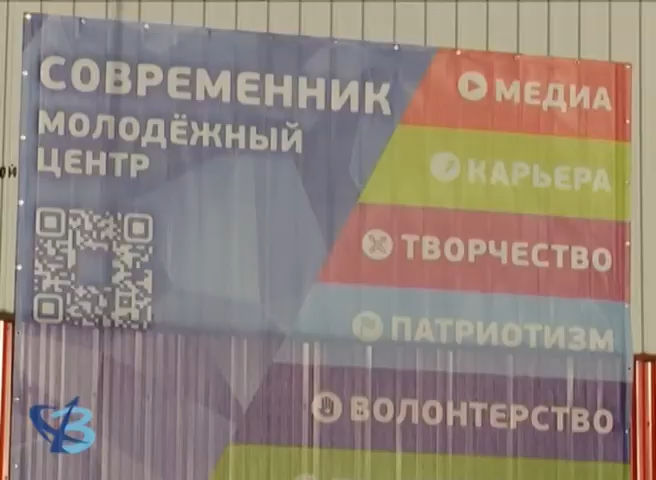 СОВРЕМЕННИК
МОЛОДЁЖНЫЙ
ЦЕНТР
МЕДИА
КАРЬЕРА
ТВОРЧЕСТВО
ПАТРИОТИЗМ
ВОЛОНТЕРСТВО